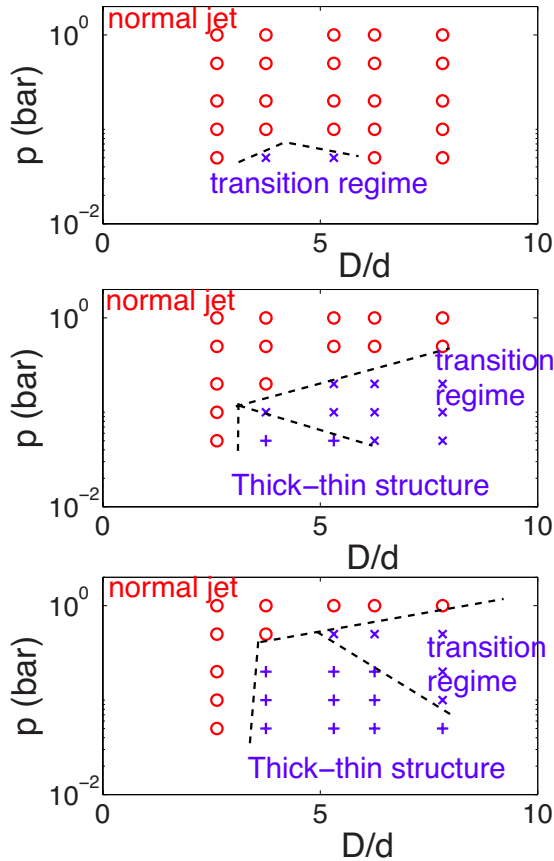 normal jet
10^0
p (bar)
transition regime
10^-2
0 5 10
D/d
normal jet
10^0
transition
regime
p (bar)
Thick-thin structure
10^-2
0 5 10
D/d
normal jet
10^0
transition
regime
p (bar)
Thick-thin structure
10^-2
0 5 10
D/d